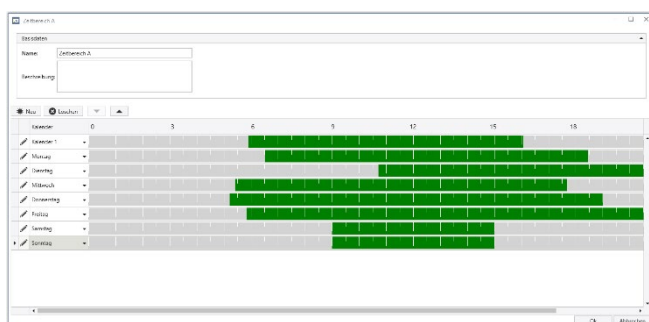 Zeitbereich A
Basisdaten
Name: Zeitbereich A
Beschreibung:
Neu Löschen
Kalender 0 3 6 9 12 15 18
Kalender 1
Montag
Dienstag
Mittwoch
Donnerstag
Freitag
Samstag
Sonntag
Ok Abbrechen